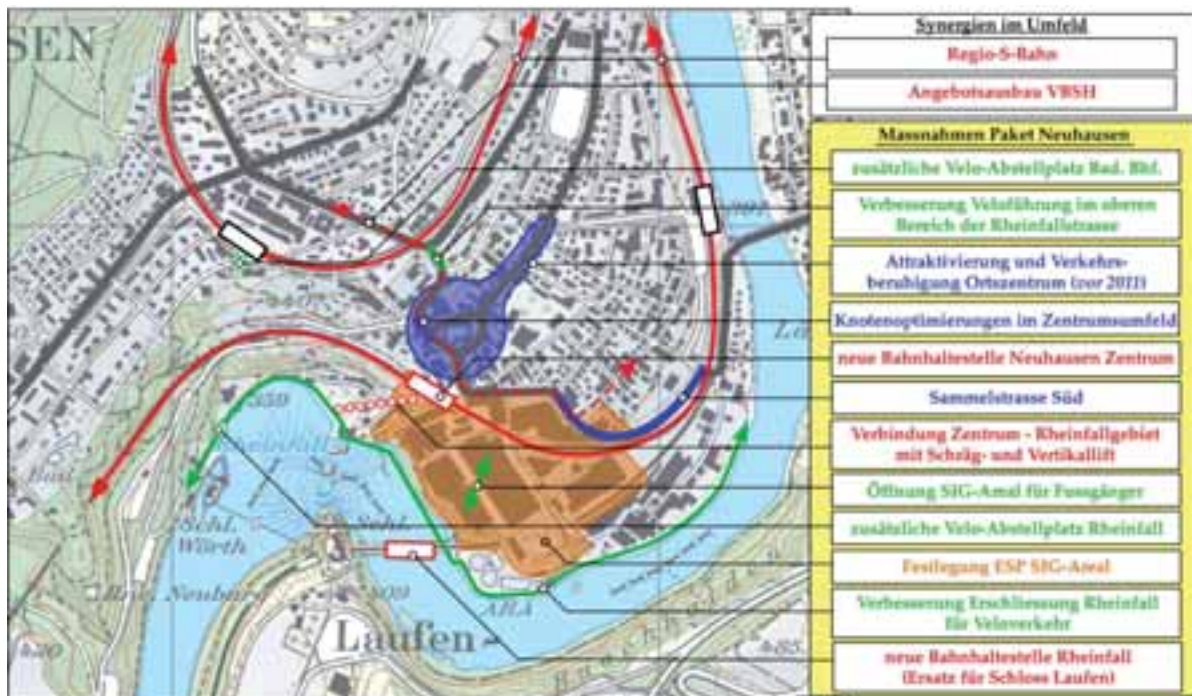 SEN
Synergien im Umfeld
Regio-S-Bahn
Angebotsausbau VBSH
Massnahmen Paket Neuhausen
zusätzliche Velo-Abstellplatz Bad. Bhf.
Verbesserung Veloführung im oberen
Bereich der Rheinfallstrasse
Attraktivierung und Verkehrs-
beruhigung Ortszentrum (vor 2011)
Knotenoptimierungen im Zentrumsumfeld
neue Bahnhaltestelle Neuhausen Zentrum
Sammelstrasse Süd
Verbindung Zentrum - Rheinfallgebiet
mit Schräg- und Vertikallift
Öffnung SIG-Areal für Fussgänger
zusätzliche Velo-Abstellplatz Rheinfall
Festlegung ESP SIG-Areal
Verbesserung Erschliessung Rheinfall
für Veloverkehr
neue Bahnhaltestelle Rheinfall
(Ersatz für Schloss Laufen)
359
Rheinfall
Schl.
Wörth
Schl.
ARA
Laufen-